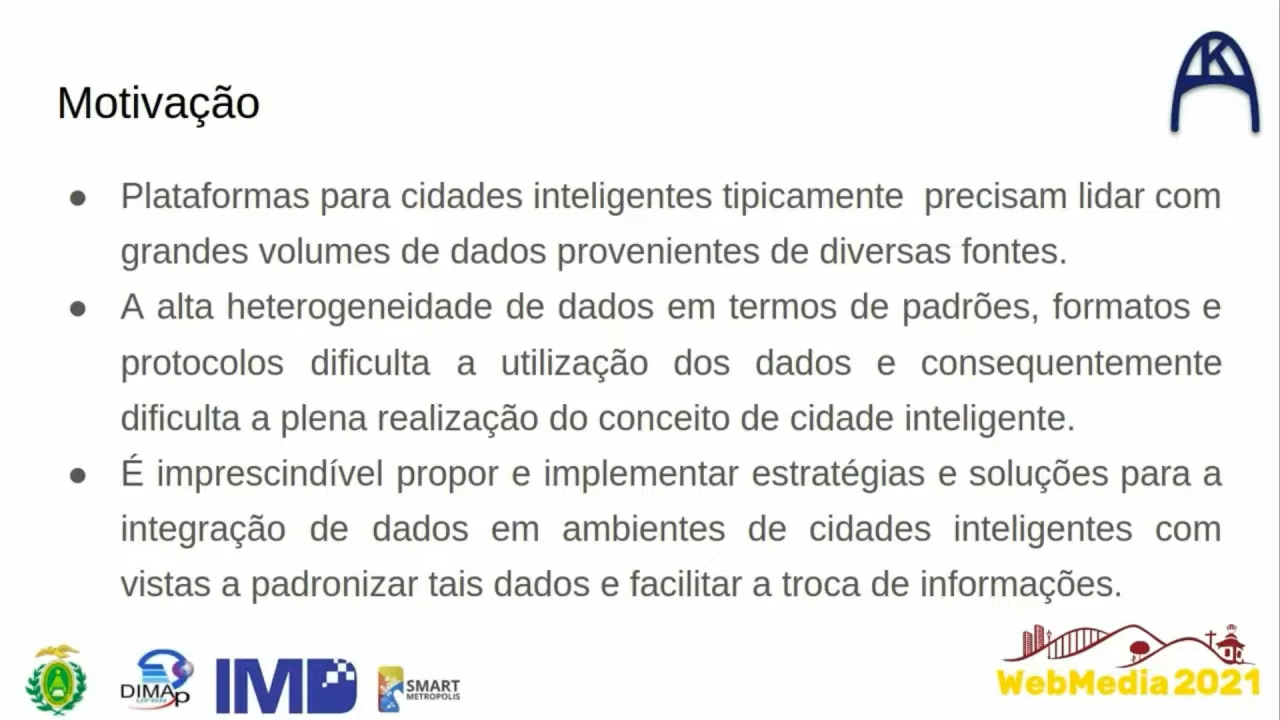 Motivação
● Plataformas para cidades inteligentes tipicamente precisam lidar com
grandes volumes de dados provenientes de diversas fontes.
● A alta heterogeneidade de dados em termos de padrões, formatos e
protocolos dificulta a utilização dos dados e consequentemente
dificulta a plena realização do conceito de cidade inteligente.
● É imprescindível propor e implementar estratégias e soluções para a
integração de dados em ambientes de cidades inteligentes com
vistas a padronizar tais dados e facilitar a troca de informações.
DIMAp
UFRN
IMD
SMART
METROPOLIS
WebMedia 2021